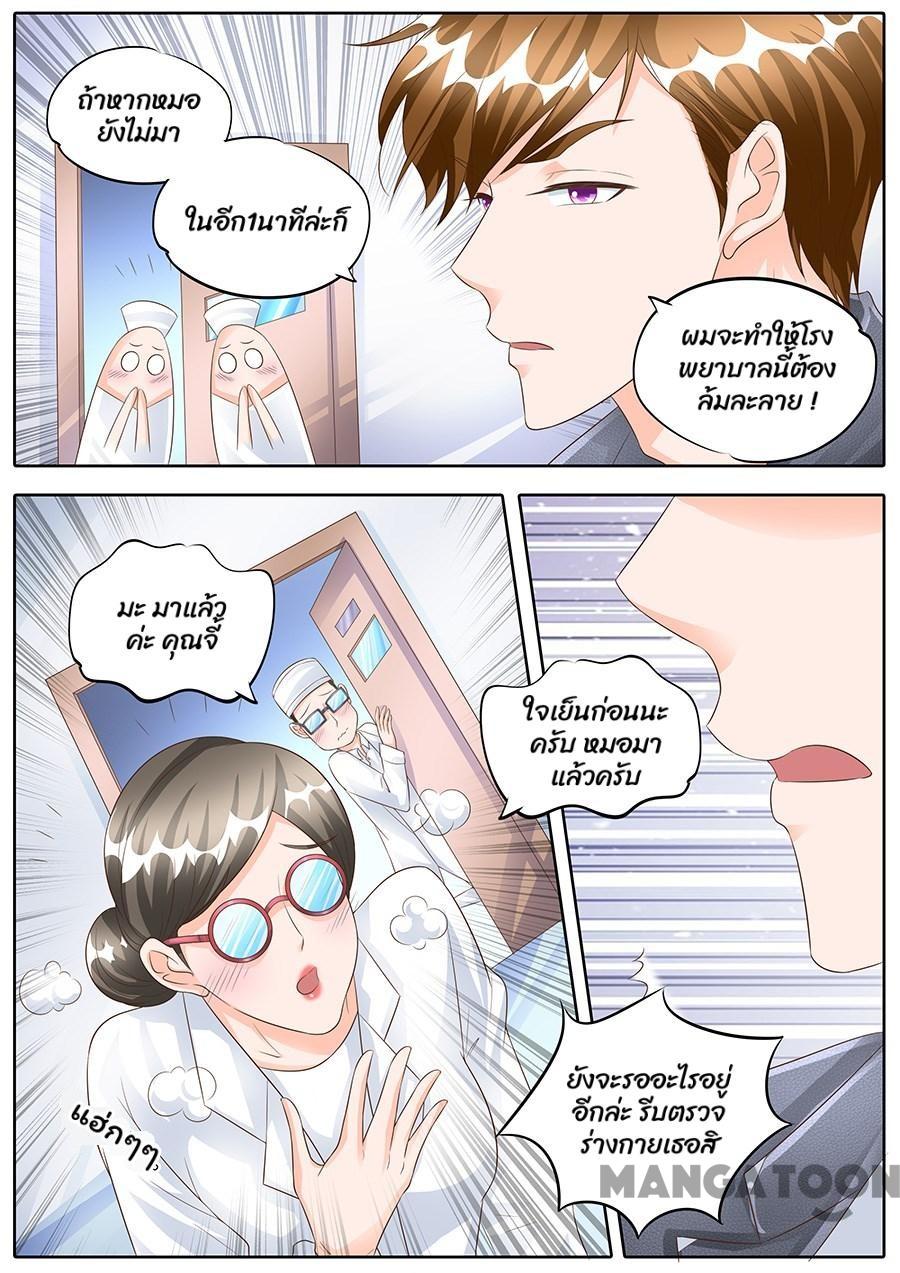 ถ้าหากหมอ
ยังไม่มา
ในอีก1นาทีล่ะก็
ผมจะทำให้โรง
พยาบาลนี้ต้อง
ล้มละลาย !
มะ มาแล้ว
ค่ะ คุณจี้
ใจเย็นก่อนนะ
ครับ หมอมา
แล้วครับ
แฮ่กๆๆ
ยังจะรออะไรอยู่
อีกล่ะ รีบตรวจ
ร่างกายเธอสิ
MANGATOON